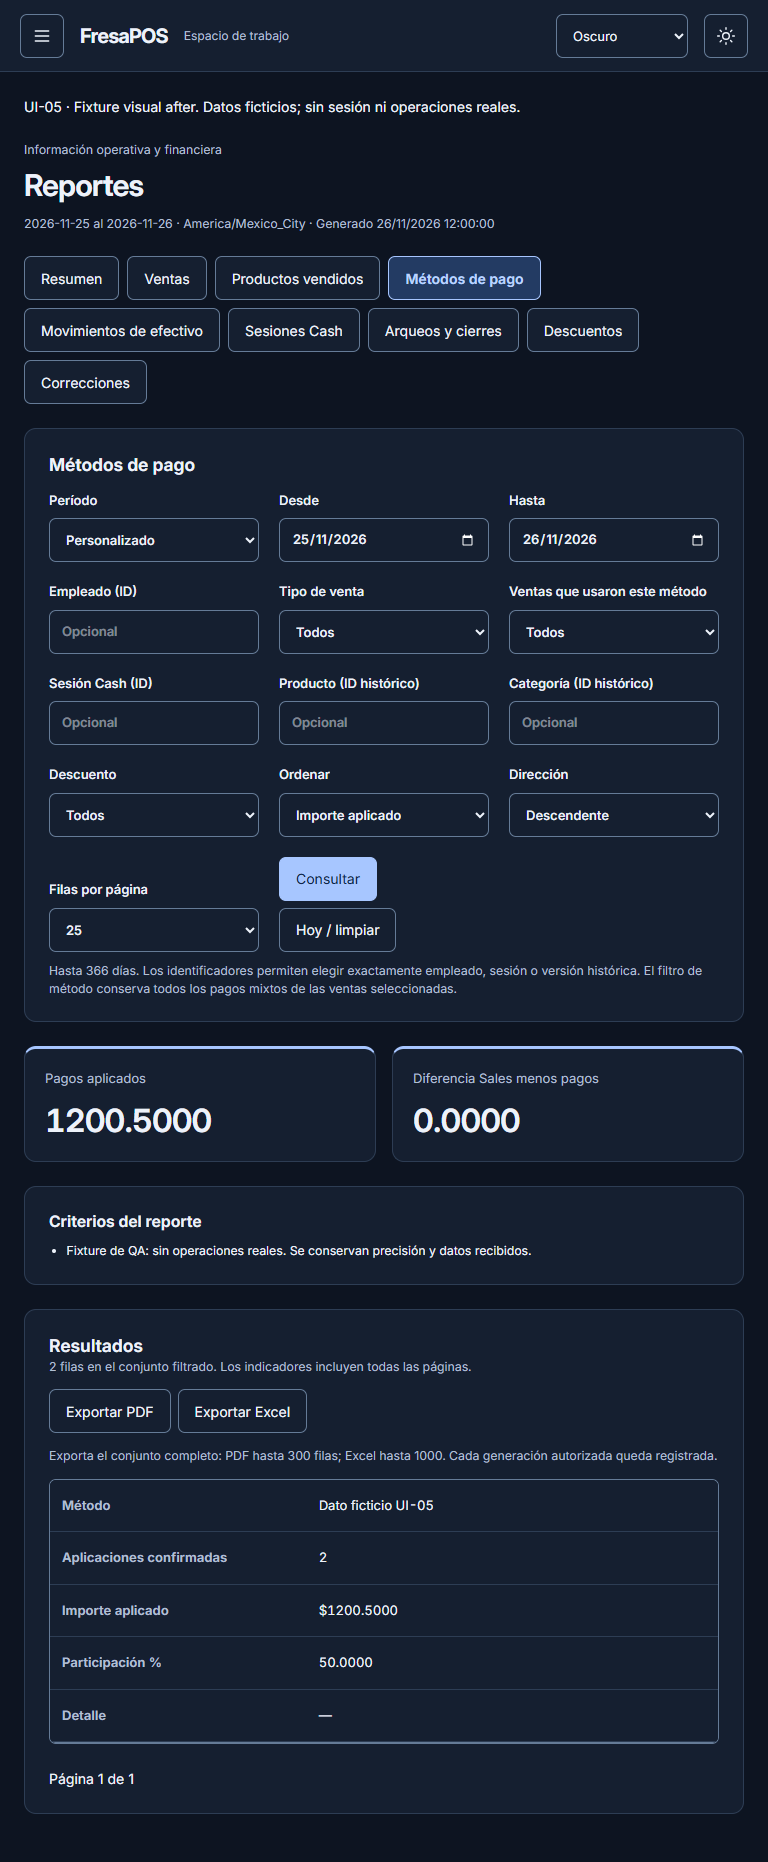 FresaPOS Espacio de trabajo Oscuro
UI-05 · Fixture visual after. Datos ficticios; sin sesión ni operaciones reales.
Información operativa y financiera
Reportes
2026-11-25 al 2026-11-26 · America/Mexico_City · Generado 26/11/2026 12:00:00
Resumen Ventas Productos vendidos Métodos de pago
Movimientos de efectivo Sesiones Cash Arqueos y cierres Descuentos
Correcciones
Métodos de pago
Período Desde Hasta
Personalizado 25/11/2026 26/11/2026
Empleado (ID) Tipo de venta Ventas que usaron este método
Opcional Todos Todos
Sesión Cash (ID) Producto (ID histórico) Categoría (ID histórico)
Opcional Opcional Opcional
Descuento Ordenar Dirección
Todos Importe aplicado Descendente
Consultar
Filas por página
25 Hoy / limpiar
Hasta 366 días. Los identificadores permiten elegir exactamente empleado, sesión o versión histórica. El filtro de
método conserva todos los pagos mixtos de las ventas seleccionadas.
Pagos aplicados Diferencia Sales menos pagos
1200.5000 0.0000
Criterios del reporte
• Fixture de QA: sin operaciones reales. Se conservan precisión y datos recibidos.
Resultados
2 filas en el conjunto filtrado. Los indicadores incluyen todas las páginas.
Exportar PDF Exportar Excel
Exporta el conjunto completo: PDF hasta 300 filas; Excel hasta 1000. Cada generación autorizada queda registrada.
Método Dato ficticio UI-05
Aplicaciones confirmadas 2
Importe aplicado $1200.5000
Participación % 50.0000
Detalle —
Página 1 de 1